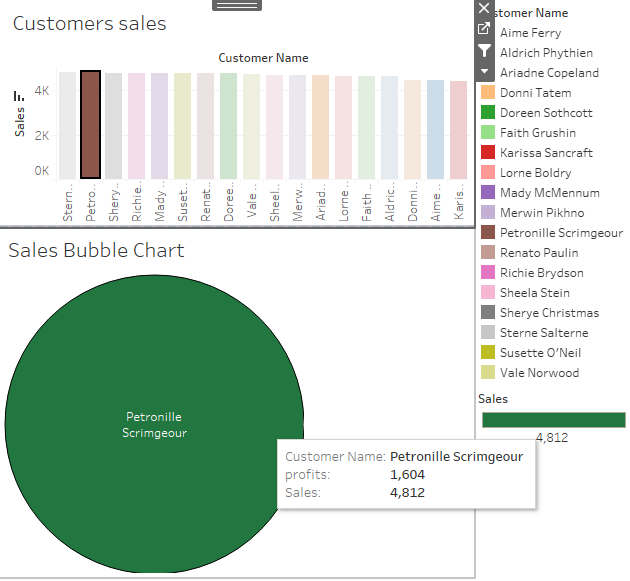 Customers sales
Customer Name
Sales
4K
2K
0K
Stern..
Petro..
Shery..
Richie..
Mady ..
Suset..
Renat..
Doree..
Vale ..
Sheel..
Merw..
Ariad..
Lorne ..
Faith ..
Aldric..
Donni..
Aime ..
Karis..
Sales Bubble Chart
Petronille
Scrimgeour
Customer Name: Petronille Scrimgeour
profits: 1,604
Sales: 4,812
stomer Name
Aime Ferry
Aldrich Phythien
Ariadne Copeland
Donni Tatem
Doreen Sothcott
Faith Grushin
Karissa Sancraft
Lorne Boldry
Mady McMennum
Merwin Pikhno
Petronille Scrimgeour
Renato Paulin
Richie Brydson
Sheela Stein
Sherye Christmas
Sterne Salterne
Susette O’Neil
Vale Norwood
Sales
4,812